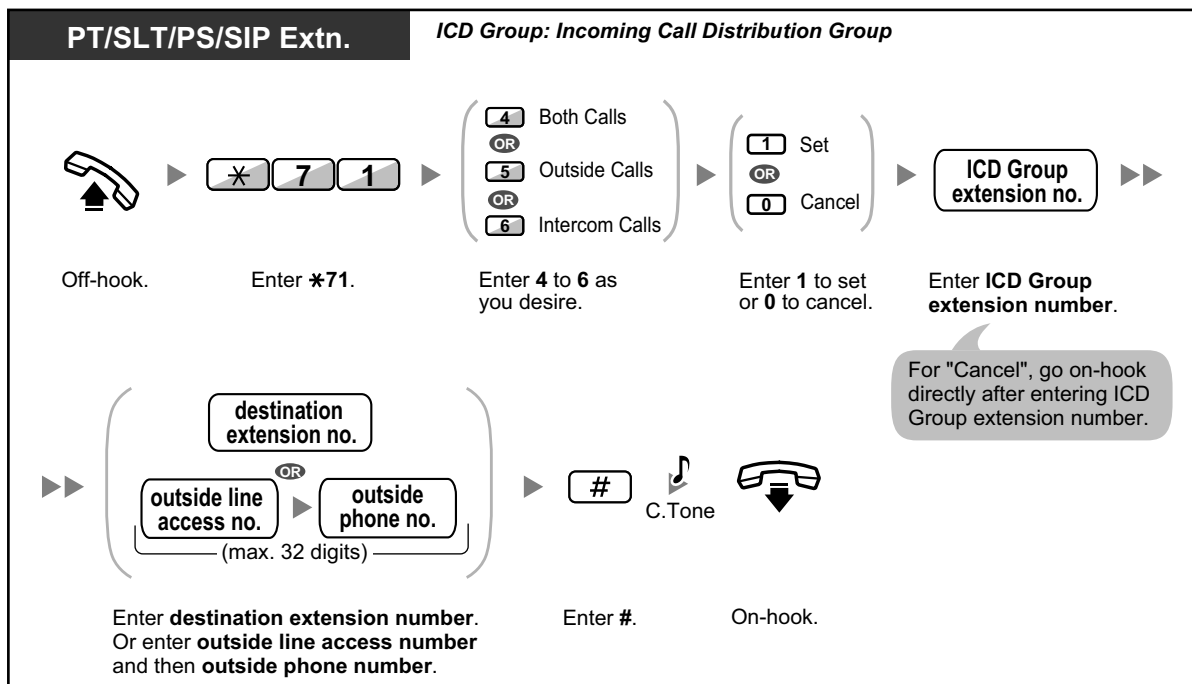 PT/SLT/PS/SIP Extn.
ICD Group: Incoming Call Distribution Group
4 Both Calls
OR
5 Outside Calls
OR
6 Intercom Calls
1 Set
OR
0 Cancel
ICD Group
extension no.
✳ 7 1
Off-hook.
Enter ✳71.
Enter 4 to 6 as
you desire.
Enter 1 to set
or 0 to cancel.
Enter ICD Group
extension number.
For "Cancel", go on-hook
directly after entering ICD
Group extension number.
destination
extension no.
OR
outside line
access no.
outside
phone no.
(max. 32 digits)
#
C.Tone
Enter destination extension number.
Or enter outside line access number
and then outside phone number.
Enter #.
On-hook.